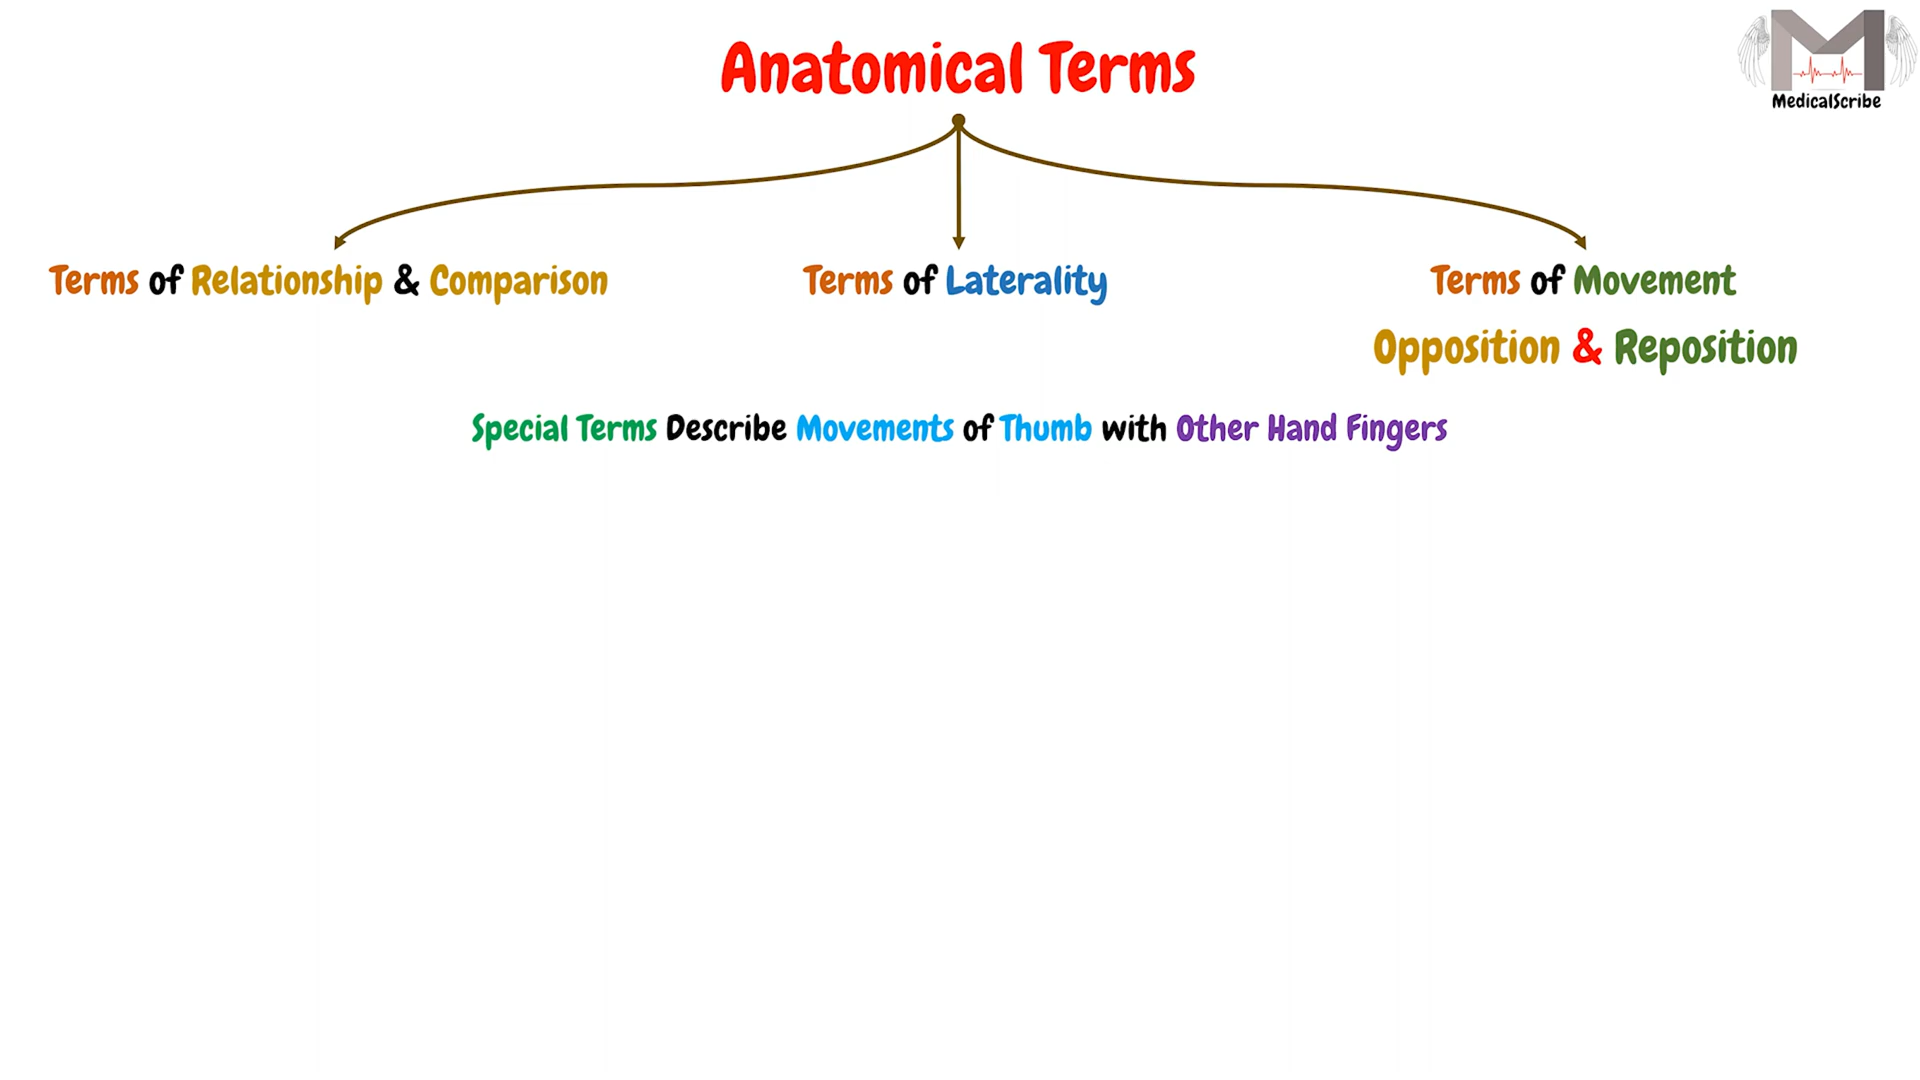 Anatomical Terms
MedicalScribe
Terms of Relationship & Comparison
Terms of Laterality
Terms of Movement
Opposition & Reposition
Special Terms Describe Movements of Thumb with Other Hand Fingers